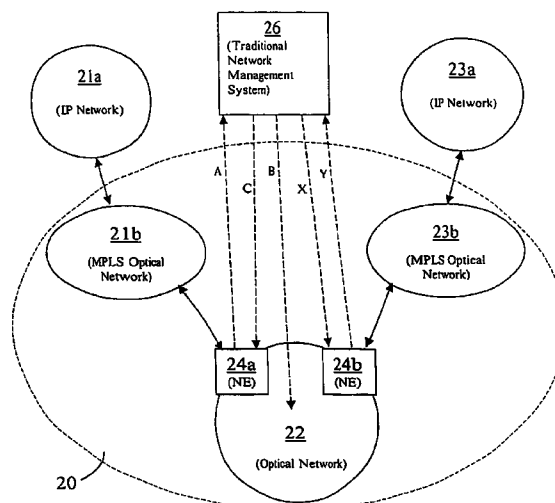 26
(Traditional
Network
Management
System)
21a
(IP Network)
23a
(IP Network)
A
C
B
X
Y
21b
(MPLS Optical
Network)
23b
(MPLS Optical
Network)
24a
(NE)
24b
(NE)
22
(Optical Network)
20